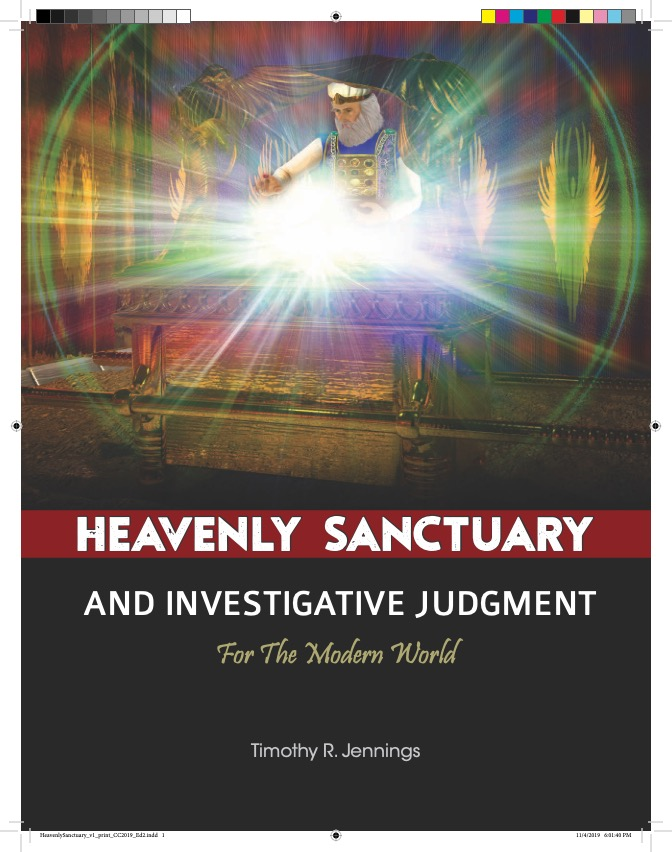 HEAVENLY SANCTUARY
AND INVESTIGATIVE JUDGMENT
For The Modern World
Timothy R. Jennings
HeavenlySanctuary_v1_print_CC2019_Ed2.indd 1
11/4/2019 6:01:40 PM